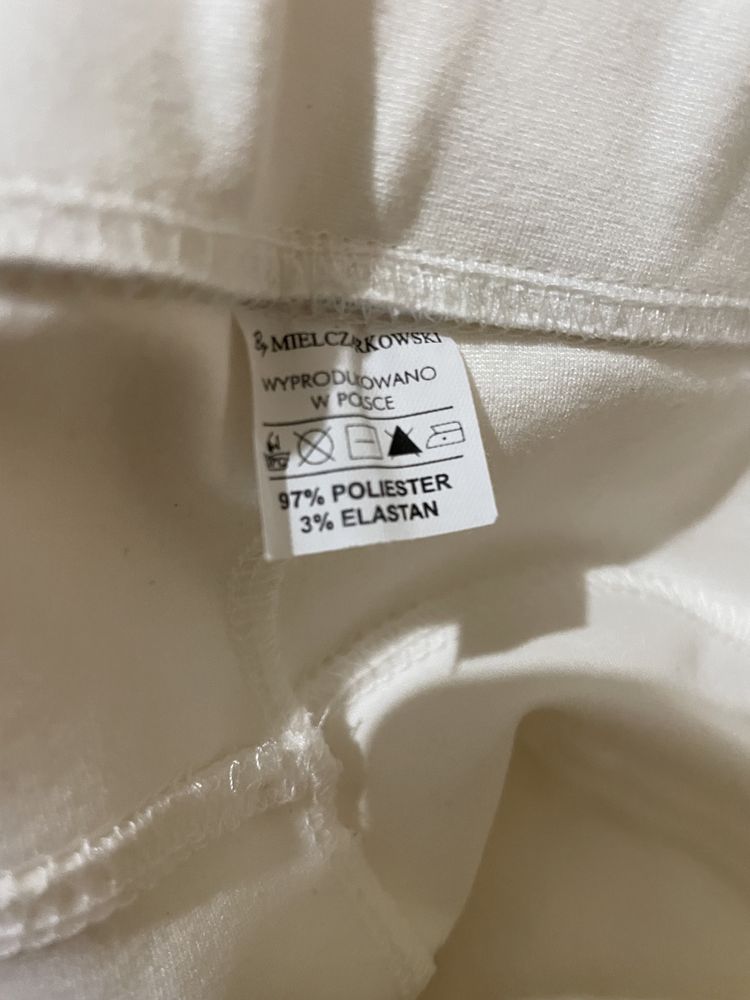 MIELCZARKOWSKI
WYPRODUKOWANO
W POLSCE
97% POLIESTER
3% ELASTAN